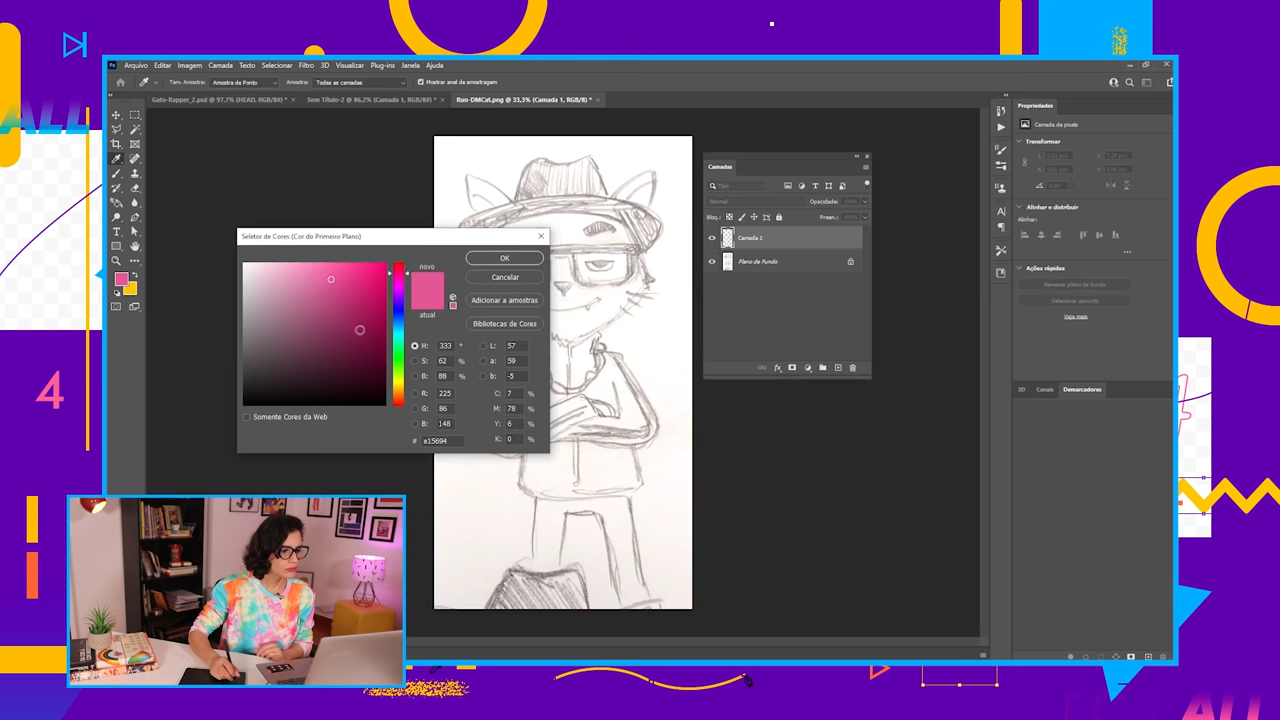 ALL
Ps Arquivo Editar Imagem Camada Texto Selecionar Filtro 3D Visualizar Plug-ins Janela Ajuda
Tam. Amostra: Amostra de Ponto Amostra: Todas as camadas Mostrar anel de amostragem
Gato-Rapper_2.psd @ 97,7% (HEAD, RGB/8#) * × Sem Título-2 @ 86,2% (Camada 1, RGB/8#) * × Run-DMCat.png @ 33,3% (Camada 1, RGB/8) * ×
Seletor de Cores (Cor do Primeiro Plano)
novo
atual
OK
Cancelar
Adicionar a amostras
Bibliotecas de Cores
H: 333 ° L: 57
S: 62 % a: 59
B: 88 % b: -5
R: 225 C: 7 %
G: 86 M: 78 %
B: 148 Y: 6 %
# e15694 K: 0 %
Somente Cores da Web
Camadas
Tipo
Normal Opacidade:
Bloq.: Preen.:
Camada 1
Plano de Fundo
fx
Propriedades
Camada de pixels
Transformar
Alinhar e distribuir
Alinhar:
Ações rápidas
Remover plano de fundo
Selecionar assunto
Veja mais
3D Canais Demarcadores
4
ALL